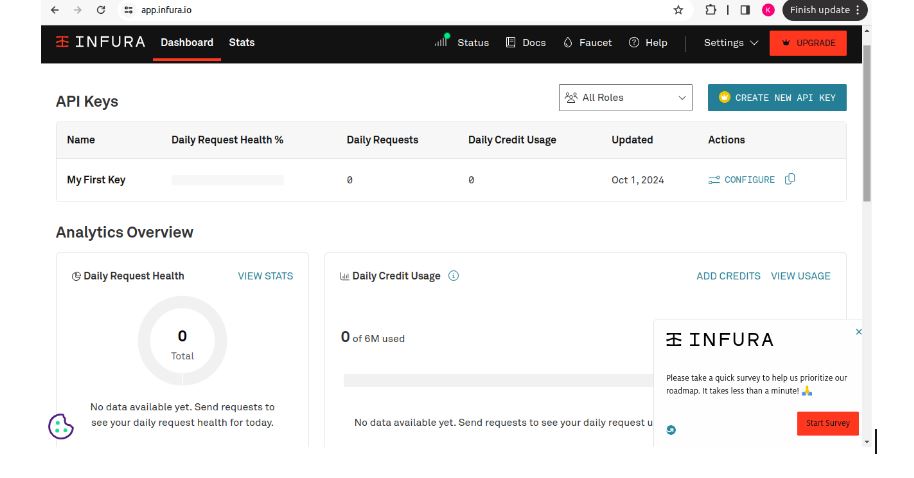 app.infura.io
K
Finish update
INFURA Dashboard Stats Status Docs Faucet Help Settings UPGRADE
API Keys All Roles CREATE NEW API KEY
Name Daily Request Health % Daily Requests Daily Credit Usage Updated Actions
My First Key 0 0 Oct 1, 2024 CONFIGURE
Analytics Overview
Daily Request Health VIEW STATS
0
Total
No data available yet. Send requests to
see your daily request health for today.
Daily Credit Usage ADD CREDITS VIEW USAGE
0 of 6M used
No data available yet. Send requests to see your daily request u
INFURA
Please take a quick survey to help us prioritize our
roadmap. It takes less than a minute! 🙏
Start Survey